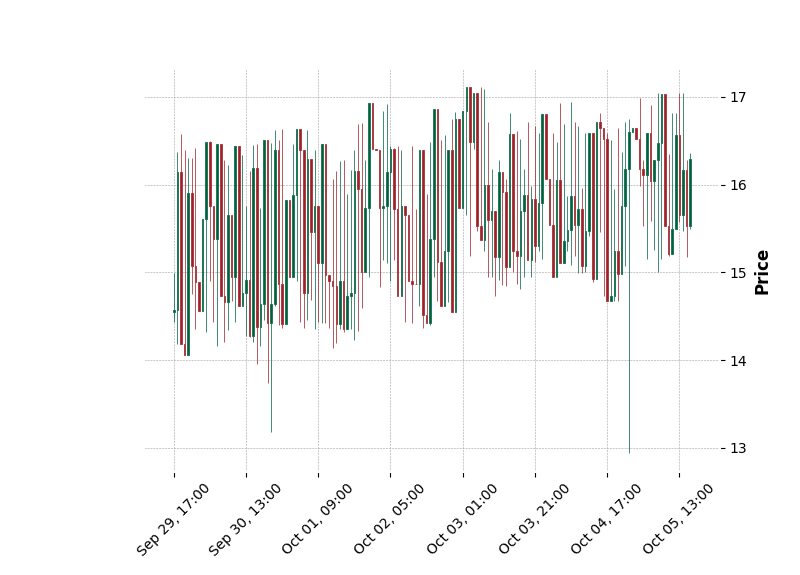 17
16
15
14
13
Price
Sep 29, 17:00
Sep 30, 13:00
Oct 01, 09:00
Oct 02, 05:00
Oct 03, 01:00
Oct 03, 21:00
Oct 04, 17:00
Oct 05, 13:00